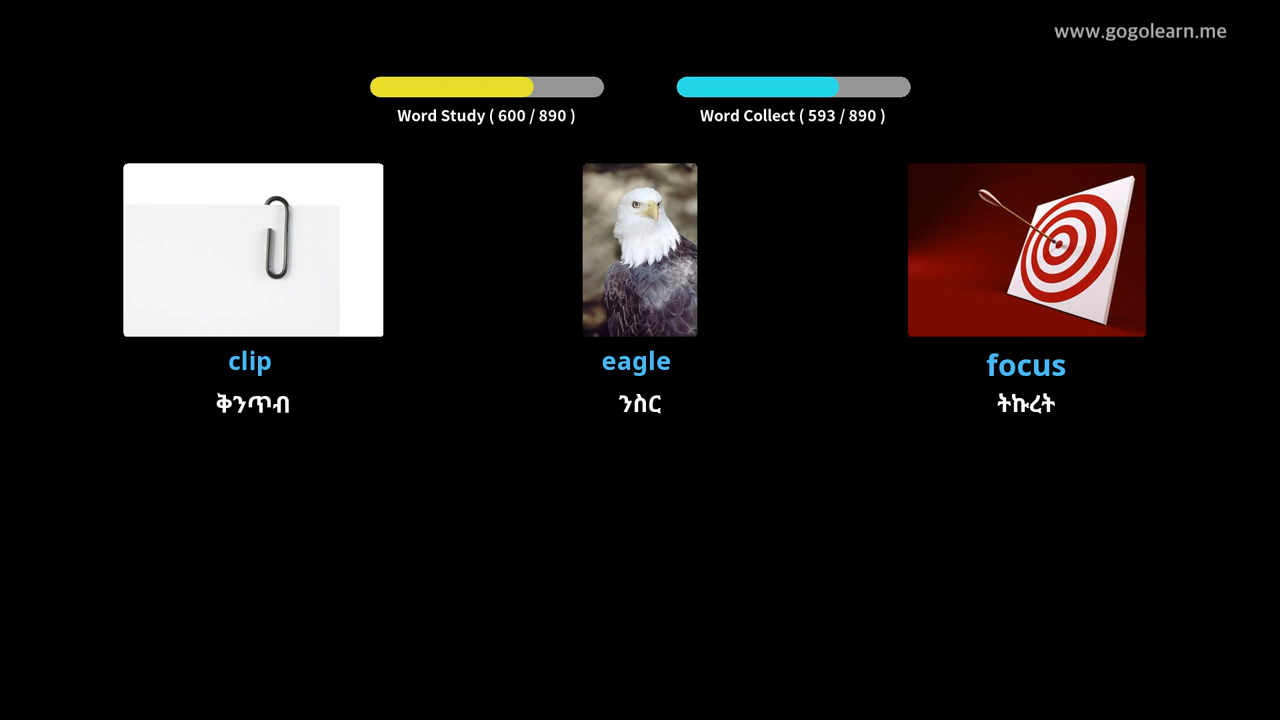 www.gogolearn.me
Word Study ( 600 / 890 )
Word Collect ( 593 / 890 )
clip
eagle
focus
ቅንጥብ
ንስር
ትኩረት